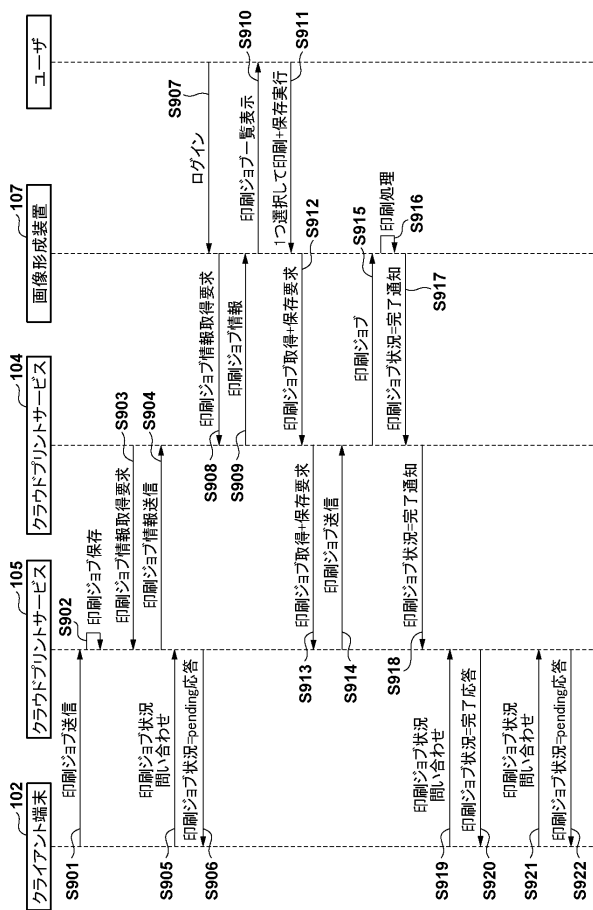 102
クライアント端末
105
クラウドプリントサービス
104
クラウドプリントサービス
107
画像形成装置
ユーザ
S901
印刷ジョブ送信
S902
印刷ジョブ保存
印刷ジョブ情報取得要求
S903
印刷ジョブ情報送信
S904
S905
印刷ジョブ状況
問い合わせ
S906
印刷ジョブ状況=pending応答
ログイン
S907
S908
印刷ジョブ情報取得要求
S909
印刷ジョブ情報
印刷ジョブ一覧表示
S910
1つ選択して印刷+保存実行
S911
印刷ジョブ取得+保存要求
S912
S913
印刷ジョブ取得+保存要求
S914
印刷ジョブ送信
印刷ジョブ
S915
印刷処理
S916
印刷ジョブ状況=完了通知
S917
S918
印刷ジョブ状況=完了通知
S919
印刷ジョブ状況
問い合わせ
S920
印刷ジョブ状況=完了応答
S921
印刷ジョブ状況
問い合わせ
S922
印刷ジョブ状況=pending応答